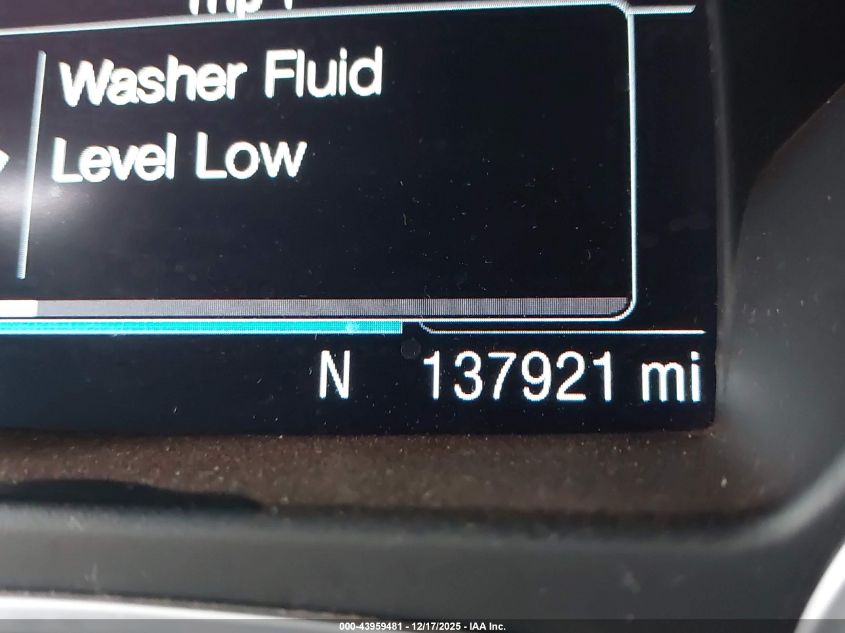 Washer Fluid
Level Low
N 137921 mi
000-43959481 - 12/17/2025 - IAA Inc.